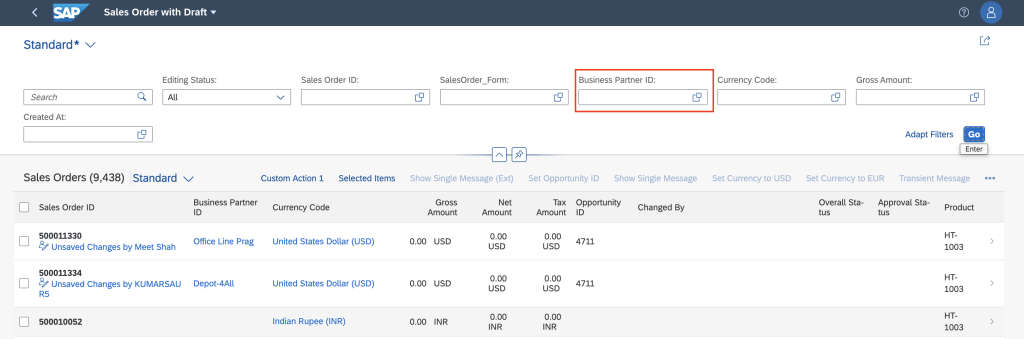 SAP Sales Order with Draft
Standard*
Editing Status: Sales Order ID: SalesOrder_Form: Business Partner ID: Currency Code: Gross Amount:
Search All
Created At:
Adapt Filters Go
Enter
Sales Orders (9,438) Standard Custom Action 1 Selected Items Show Single Message (Ext) Set Opportunity ID Show Single Message Set Currency to USD Set Currency to EUR Transient Message
Sales Order ID Business Partner ID Currency Code Gross Amount Net Amount Tax Amount Opportunity ID Changed By Overall Sta-tus Approval Sta-tus Product
500011330
Unsaved Changes by Meet Shah Office Line Prag United States Dollar (USD) 0.00 USD 0.00 USD 0.00 USD 4711 HT-1003
500011334
Unsaved Changes by KUMARSAU R5 Depot-4All United States Dollar (USD) 0.00 USD 0.00 USD 0.00 USD 4711 HT-1003
500010052 Indian Rupee (INR) 0.00 INR 0.00 INR 0.00 INR HT-1003